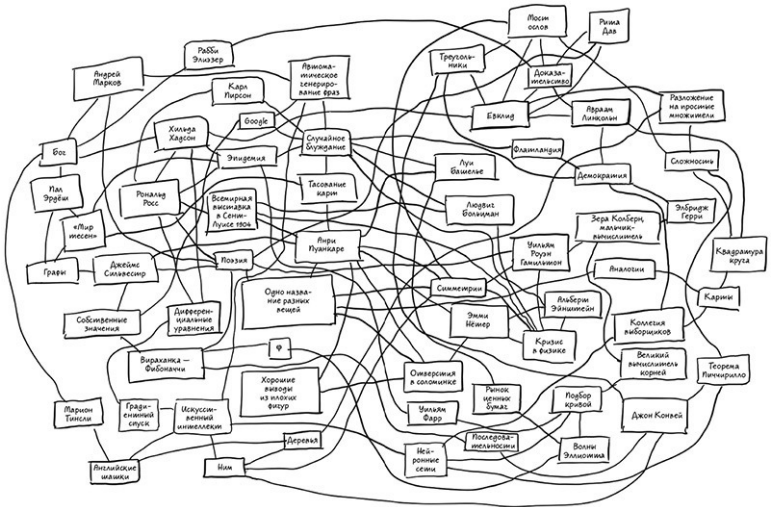 Мост
ослов
Рита
Дав
Рабби
Элиэзер
Треуголь-
ники
Андрей
Марков
Автома-
тическое
генериро-
вание фраз
Доказа-
тельство
Карл
Пирсон
Разложение
на простые
множители
Евклид
Авраам
Линкольн
Google
Хильда
Хадсон
Случайное
блуждание
Бог
Эпидемия
Флатландия
Сложность
Луи
Башелье
Демократия
Пал
Эрдёш
Рональд
Росс
Тасование
карт
Всемирная
выставка
в Сент-
Луисе 1904
Людвиг
Больцман
Элбридж
Герри
«Мир
тесен»
Зера Колберн,
мальчик-
вычислитель
Анри
Пуанкаре
Уильям
Роуэн
Гамильтон
Квадратура
круга
Графы
Джеймс
Сильвестр
Поэзия
Аналогии
Симметрии
Одно назва-
ние разных
вещей
Карты
Альберт
Эйнштейн
Собственные
значения
Дифферен-
циальные
уравнения
Эмми
Нётер
Коллегия
выборщиков
Кризис
в физике
φ
Вираханка —
Фибоначчи
Великий
вычислитель
корней
Теорема
Пиччирилло
Хорошие
выводы
из плохих
фигур
Отверстия
в соломинке
Рынок
ценных
бумаг
Подбор
кривой
Марион
Тинсли
Гради-
ентный
спуск
Искусст-
венный
интеллект
Уильям
Фарр
Джон Конвей
Деревья
Последова-
тельности
Ней-
ронные
сети
Волны
Эллиотта
Английские
шашки
Ним